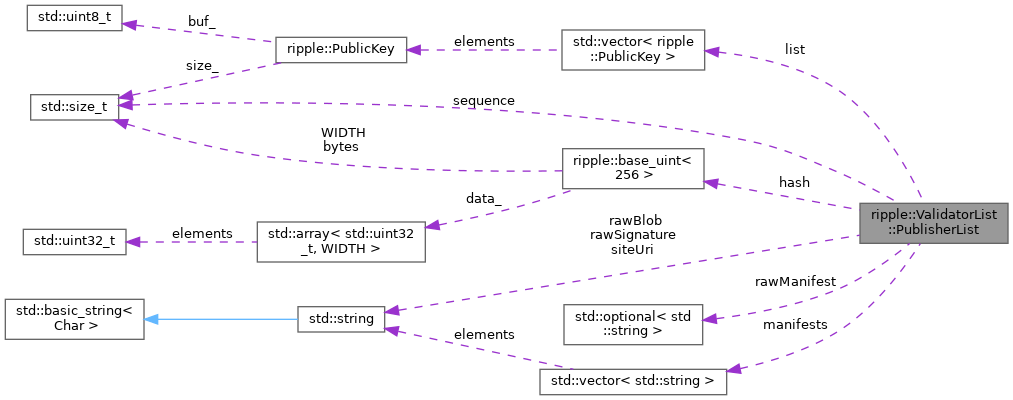 std::uint8_t
buf_
ripple::PublicKey
elements
std::vector< ripple
::PublicKey >
list
size_
std::size_t
sequence
WIDTH
bytes
ripple::base_uint<
256 >
hash
data_
ripple::ValidatorList
::PublisherList
std::uint32_t
elements
std::array< std::uint32
_t, WIDTH >
rawBlob
rawSignature
siteUri
rawManifest
std::basic_string<
Char >
std::string
std::optional< std
::string >
manifests
elements
std::vector< std::string >